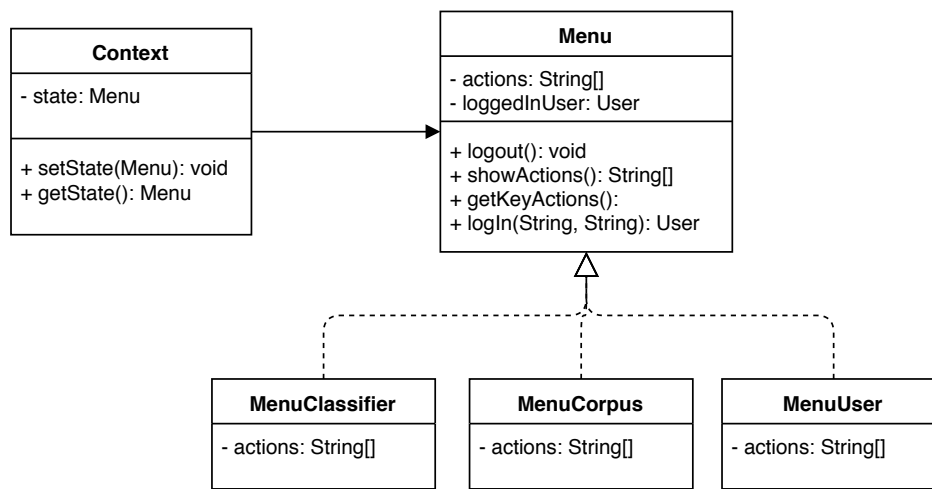 Context
- state: Menu
+ setState(Menu): void
+ getState(): Menu
Menu
- actions: String[]
- loggedInUser: User
+ logout(): void
+ showActions(): String[]
+ getKeyActions():
+ logIn(String, String): User
MenuClassifier
- actions: String[]
MenuCorpus
- actions: String[]
MenuUser
- actions: String[]